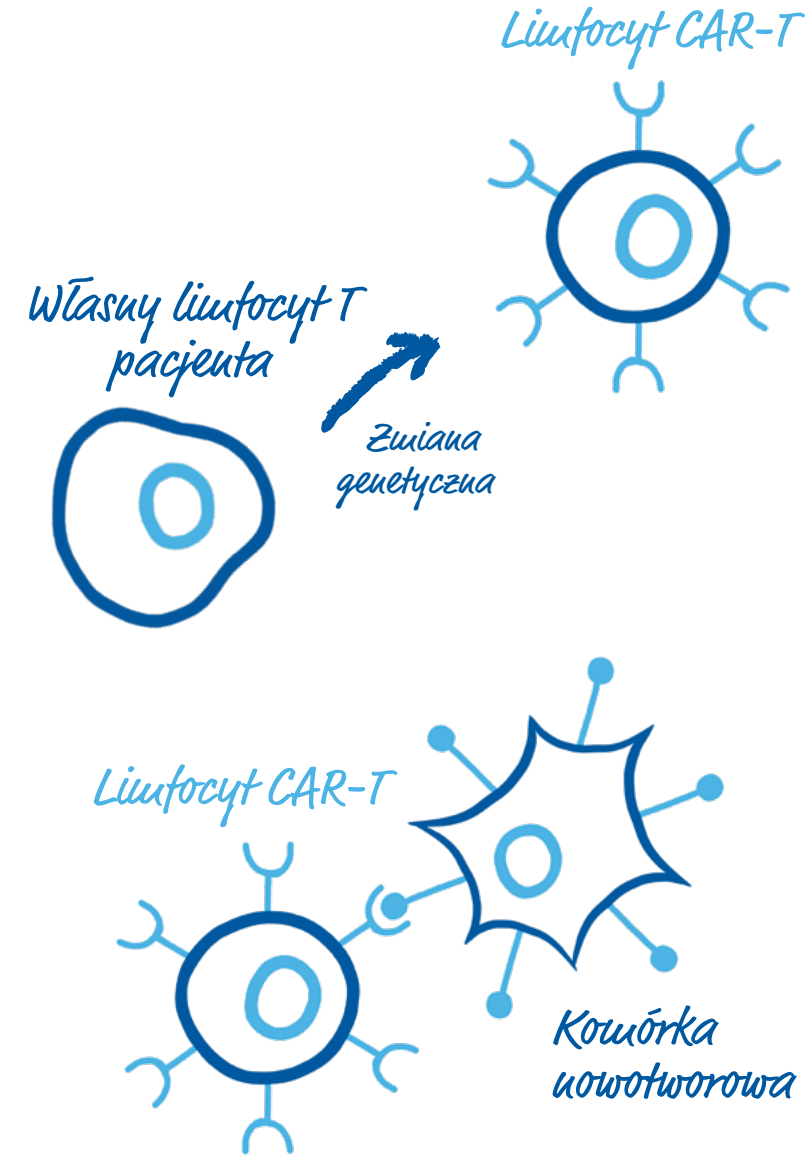 Limfocyt CAR-T
Własny limfocyt T
pacjenta
Zmiana
genetyczna
Limfocyt CAR-T
Komórka
nowotworowa